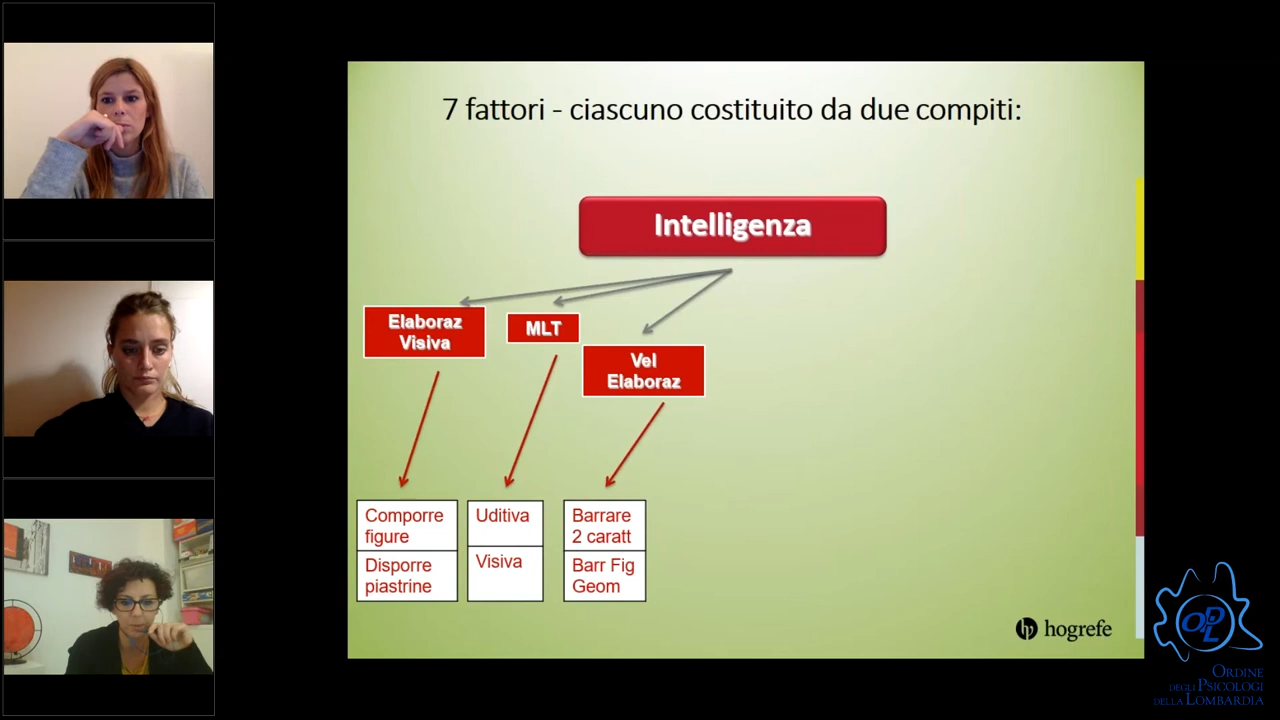 7 fattori - ciascuno costituito da due compiti:
Intelligenza
Elaboraz
Visiva
MLT
Vel
Elaboraz
Comporre
figure
Disporre
piastrine
Uditiva
Visiva
Barrare
2 caratt
Barr Fig
Geom
hogrefe
OPL
ORDINE
DEGLI PSICOLOGI
DELLA LOMBARDIA